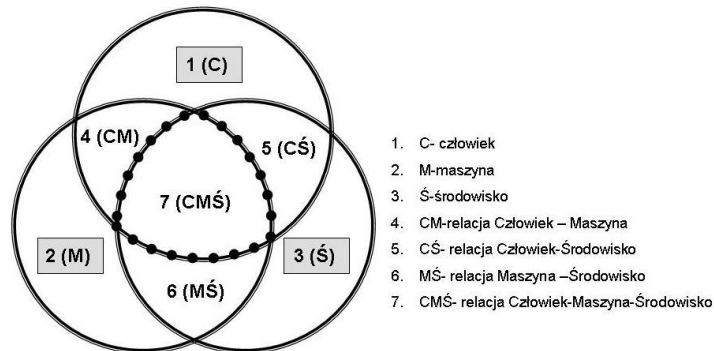 1 (C)
4 (CM)
5 (CŚ)
7 (CMŚ)
2 (M)
3 (Ś)
6 (MŚ)
1. C- człowiek
2. M-maszyna
3. Ś-środowisko
4. CM-relacja Człowiek – Maszyna
5. CŚ- relacja Człowiek-Środowisko
6. MŚ- relacja Maszyna –Środowisko
7. CMŚ- relacja Człowiek-Maszyna-Środowisko